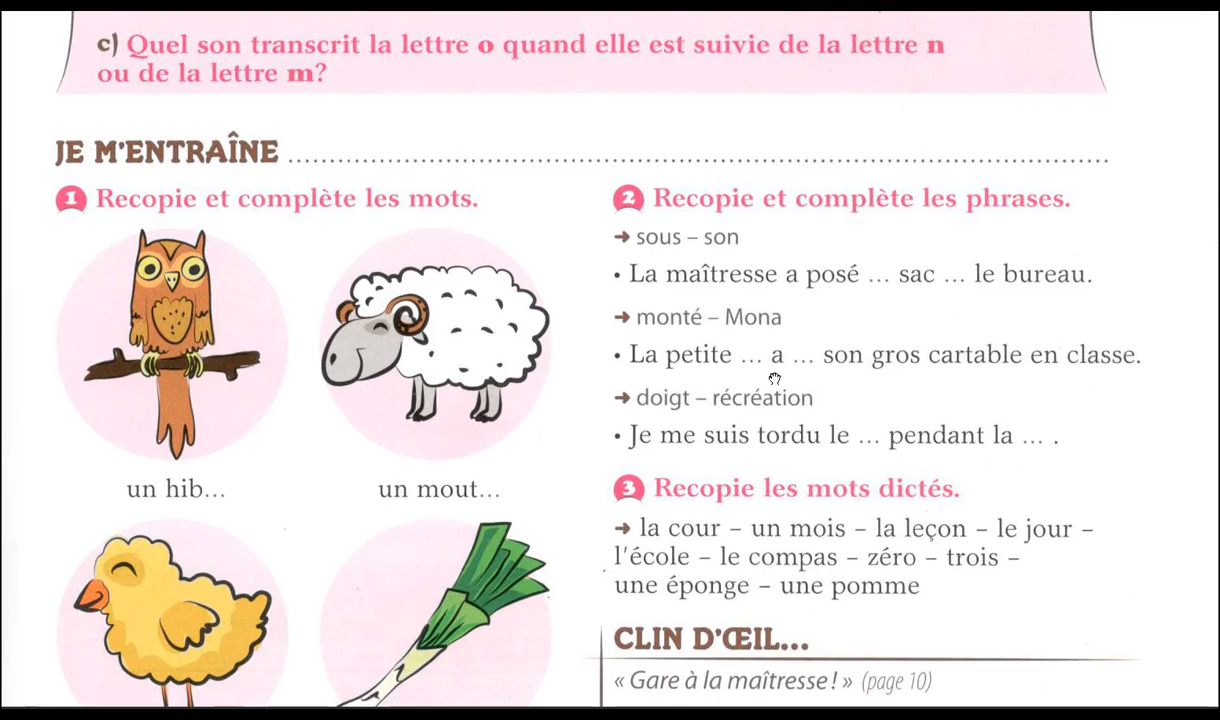 c) Quel son transcrit la lettre o quand elle est suivie de la lettre n
ou de la lettre m?
JE M'ENTRAÎNE
1 Recopie et complète les mots.
un hib...
un mout...
2 Recopie et complète les phrases.
➜ sous – son
• La maîtresse a posé ... sac ... le bureau.
➜ monté – Mona
• La petite ... a ... son gros cartable en classe.
➜ doigt – récréation
• Je me suis tordu le ... pendant la ... .
3 Recopie les mots dictés.
➜ la cour – un mois – la leçon – le jour –
l'école – le compas – zéro – trois –
une éponge – une pomme
CLIN D'ŒIL...
« Gare à la maîtresse ! » (page 10)